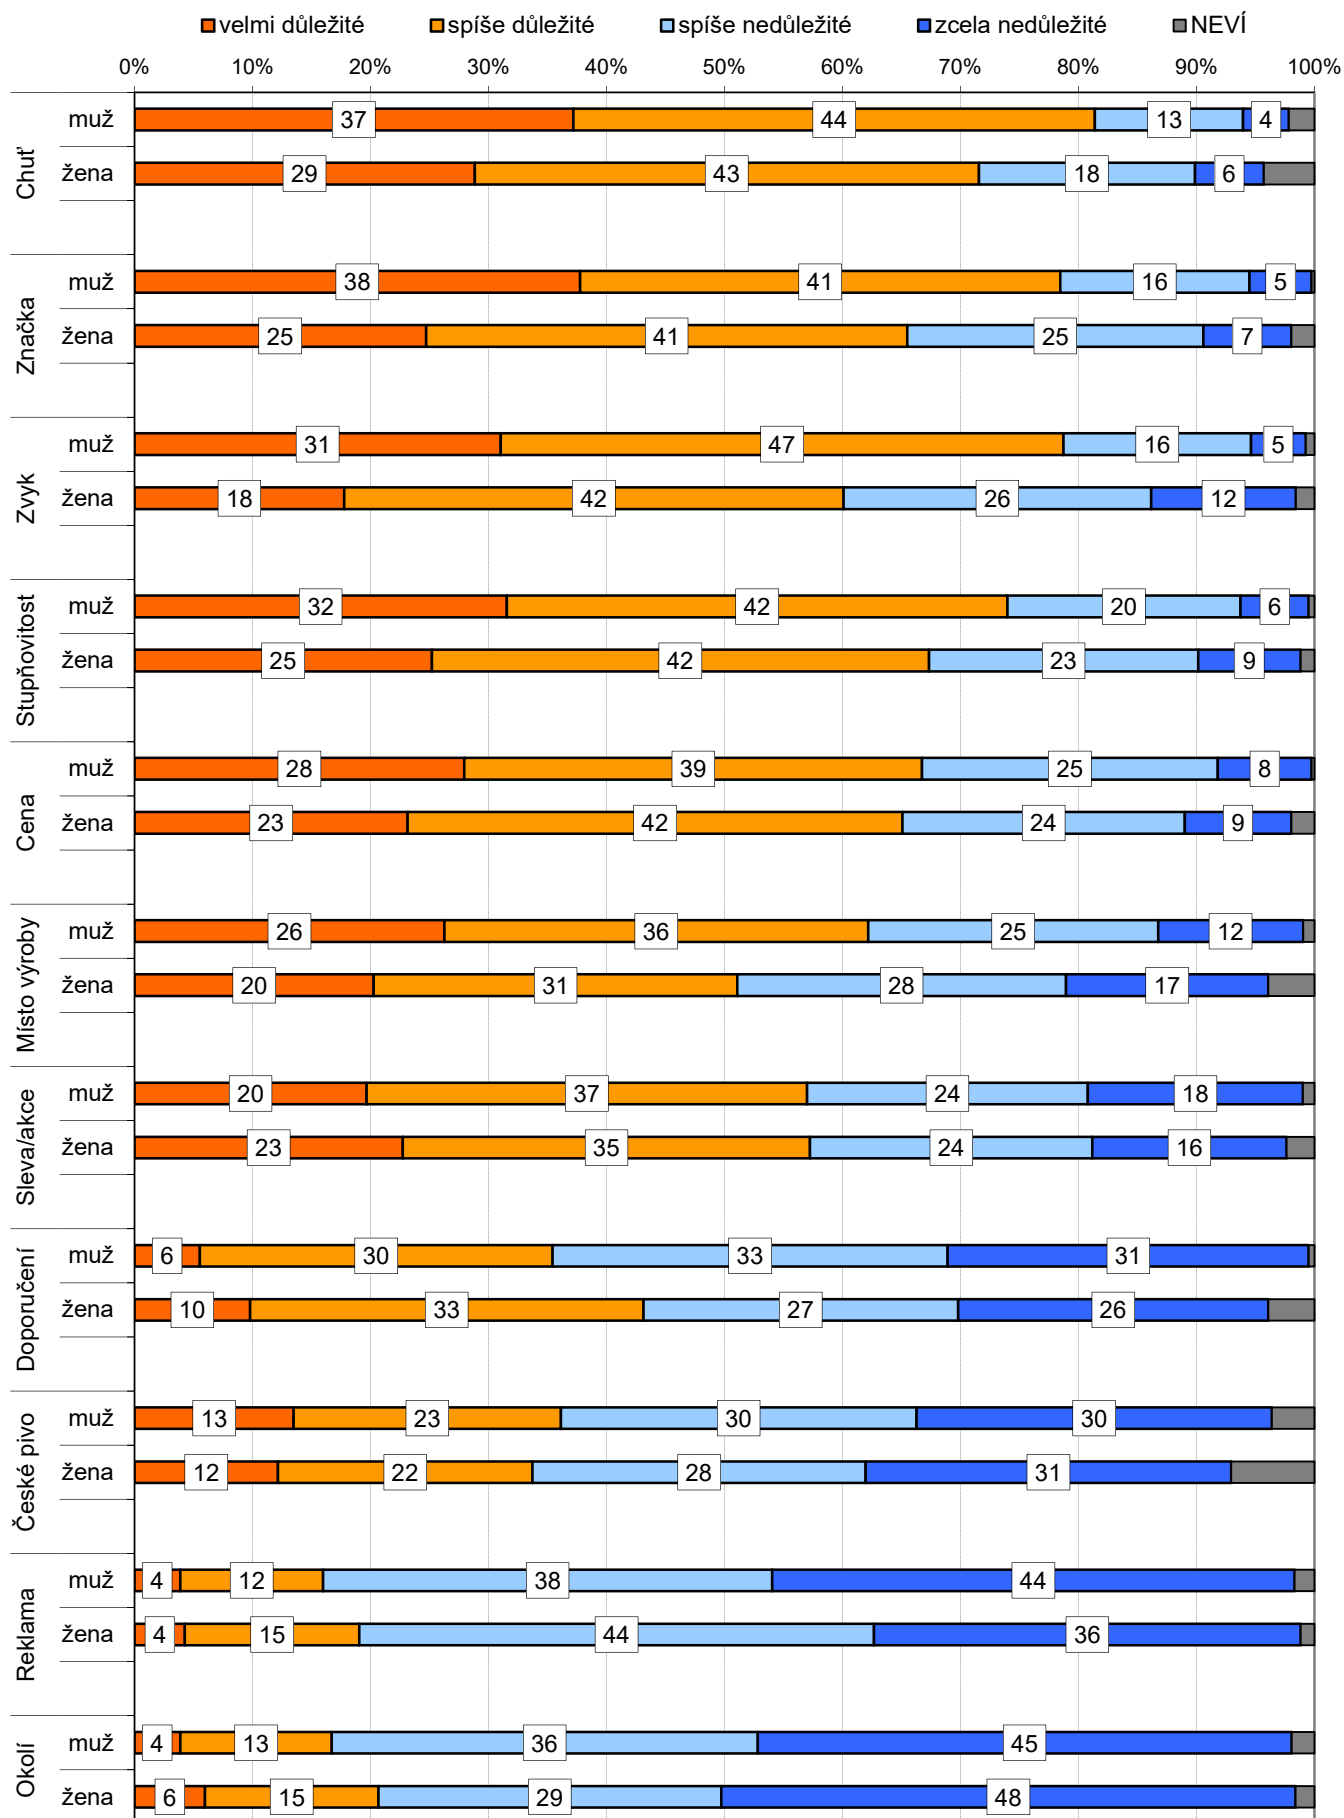 velmi důležité spíše důležité spíše nedůležité zcela nedůležité NEVÍ
0% 10% 20% 30% 40% 50% 60% 70% 80% 90% 100%
Chuť
muž 37 44 13 4
žena 29 43 18 6
Značka
muž 38 41 16 5
žena 25 41 25 7
Zvyk
muž 31 47 16 5
žena 18 42 26 12
Stupňovitost
muž 32 42 20 6
žena 25 42 23 9
Cena
muž 28 39 25 8
žena 23 42 24 9
Místo výroby
muž 26 36 25 12
žena 20 31 28 17
Sleva/akce
muž 20 37 24 18
žena 23 35 24 16
Doporučení
muž 6 30 33 31
žena 10 33 27 26
České pivo
muž 13 23 30 30
žena 12 22 28 31
Reklama
muž 4 12 38 44
žena 4 15 44 36
Okolí
muž 4 13 36 45
žena 6 15 29 48